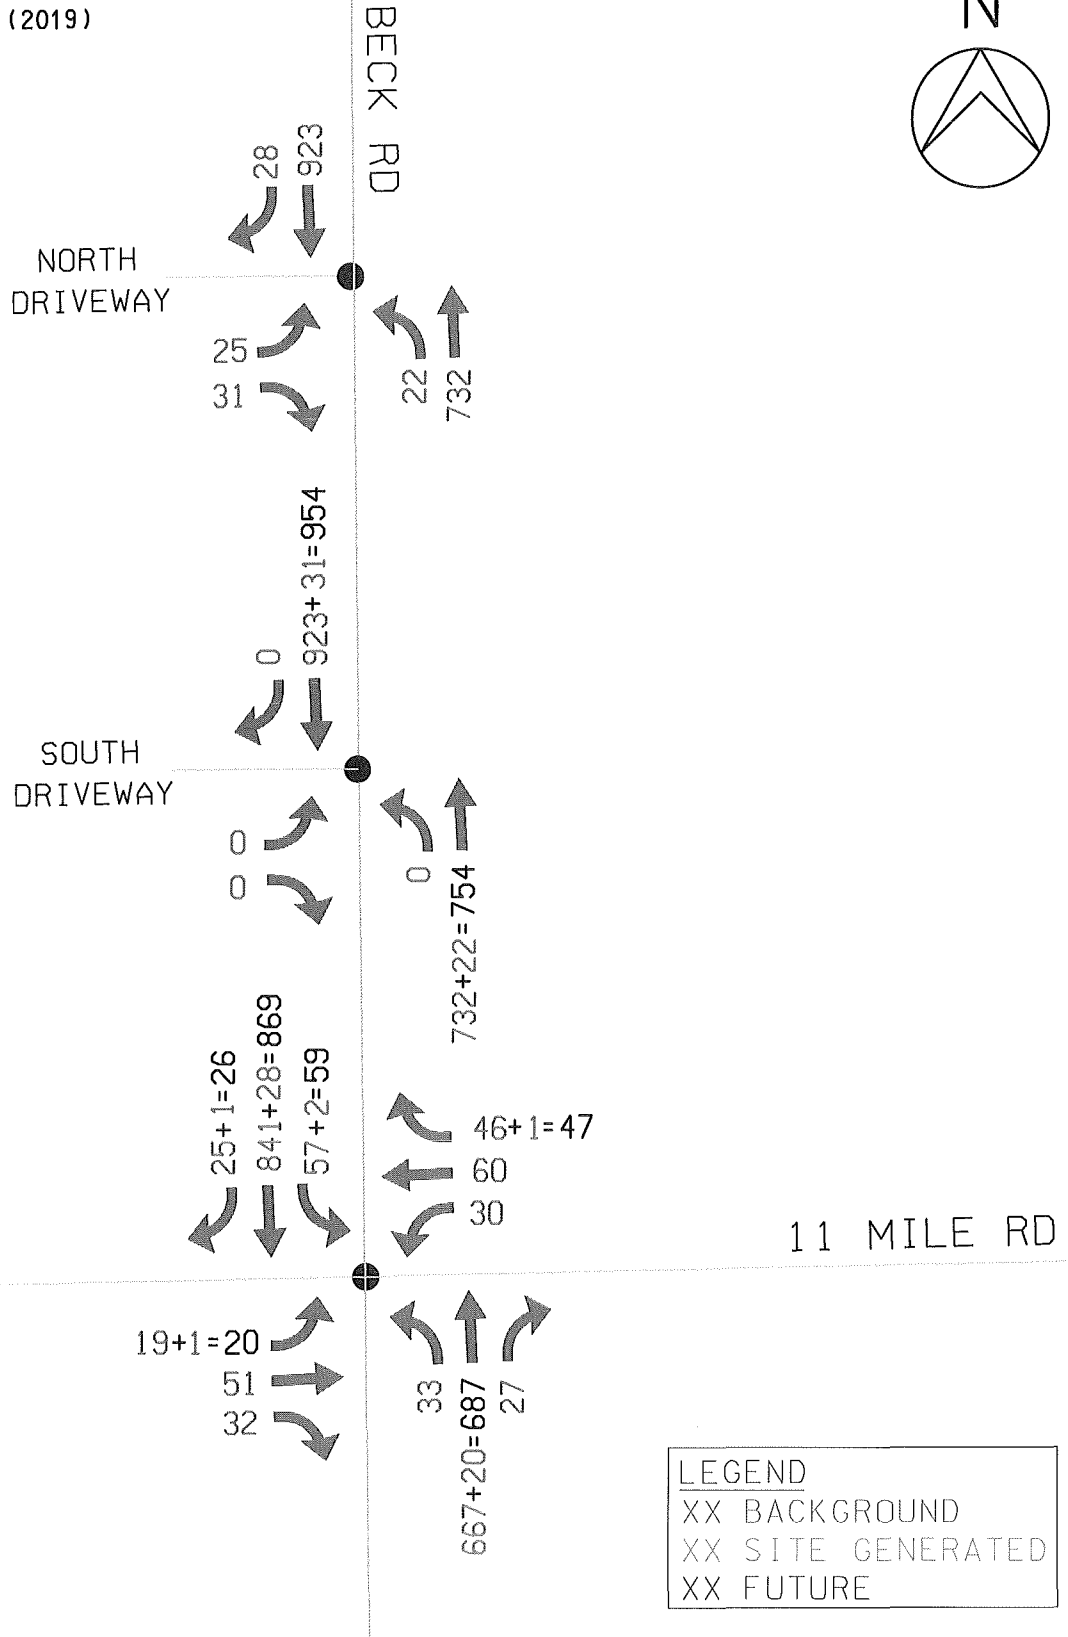 (2019)
N
BECK RD
28
923
NORTH
DRIVEWAY
25
31
22
732
923+31=954
0
SOUTH
DRIVEWAY
0
0
0
732+22=754
25+1=26
841+28=869
57+2=59
46+1=47
60
30
11 MILE RD
19+1=20
51
32
33
667+20=687
27
LEGEND
XX BACKGROUND
XX SITE GENERATED
XX FUTURE